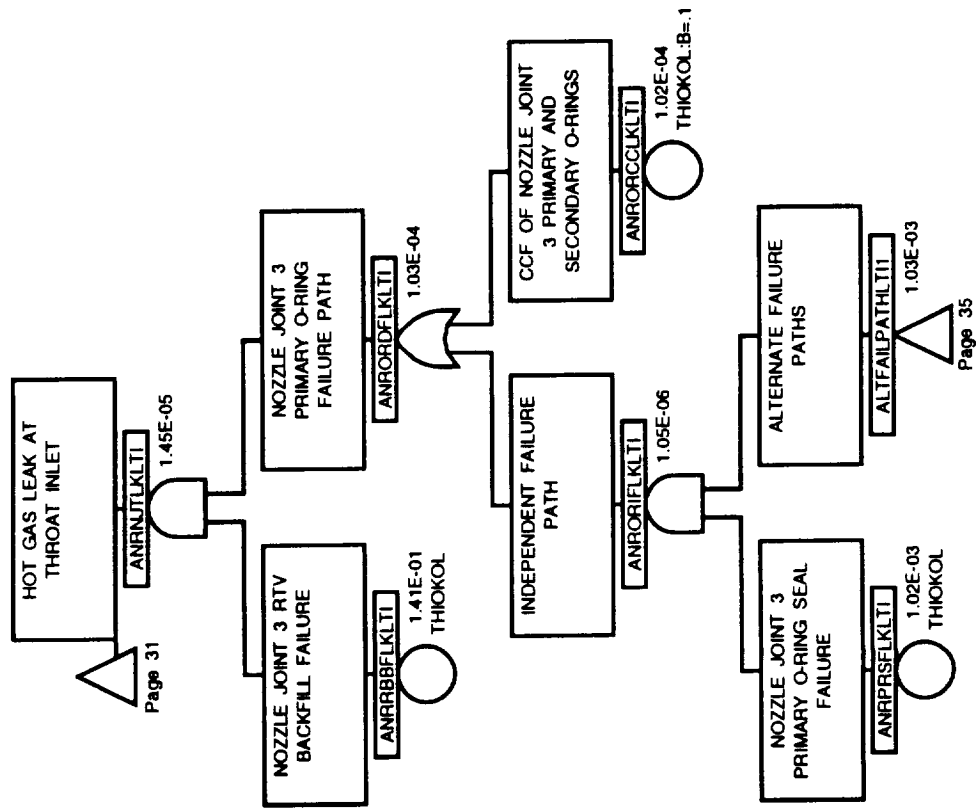 HOT GAS LEAK AT
THROAT INLET
Page 31
ANRNJTLKLTI
1.45E-05
NOZZLE JOINT 3 RTV
BACKFILL FAILURE
ANRRBBFLKLTI
1.41E-01
THIOKOL
NOZZLE JOINT 3
PRIMARY O-RING
FAILURE PATH
ANRORDFLKLTI
1.03E-04
INDEPENDENT FAILURE
PATH
ANRORIFLKLTI
1.05E-06
CCF OF NOZZLE JOINT
3 PRIMARY AND
SECONDARY O-RINGS
ANRORCCLKLTI
1.02E-04
THIOKOL:B=.1
NOZZLE JOINT 3
PRIMARY O-RING SEAL
FAILURE
ANRPRSFLKLTI
1.02E-03
THIOKOL
ALTERNATE FAILURE
PATHS
ALTFAILPATHLTI1
1.03E-03
Page 35